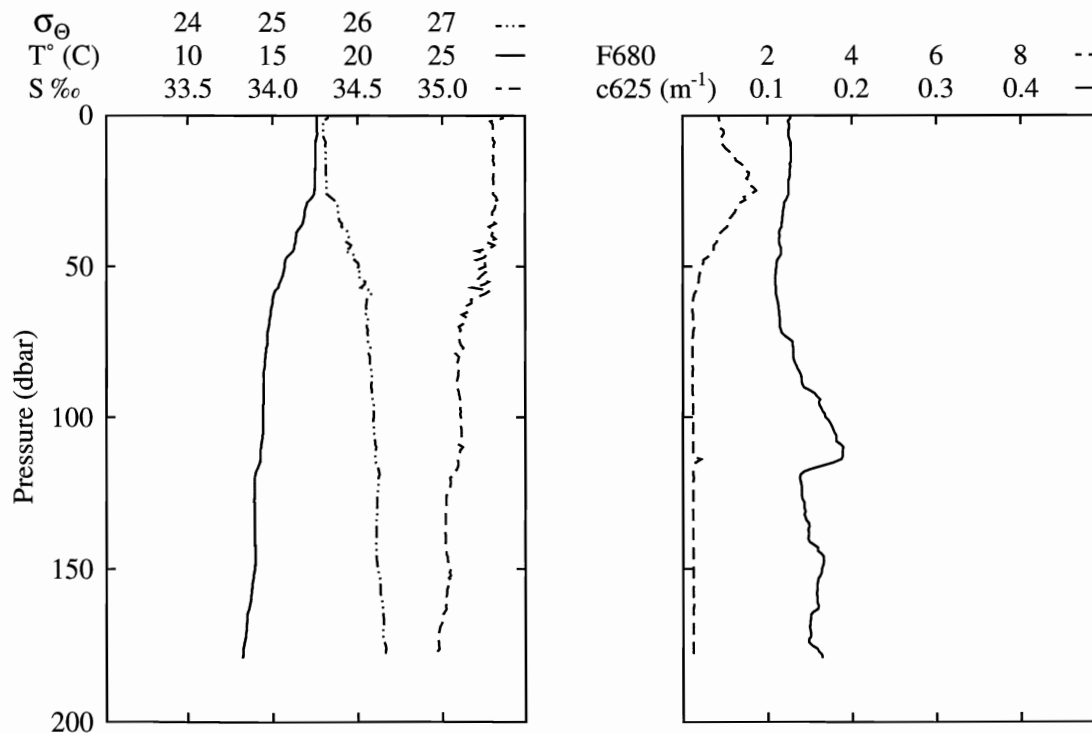 σΘ 24 25 26 27
T° (C) 10 15 20 25
S ‰ 33.5 34.0 34.5 35.0
F680 2 4 6 8
c625 (m⁻¹) 0.1 0.2 0.3 0.4
0
50
100
150
200
Pressure (dbar)